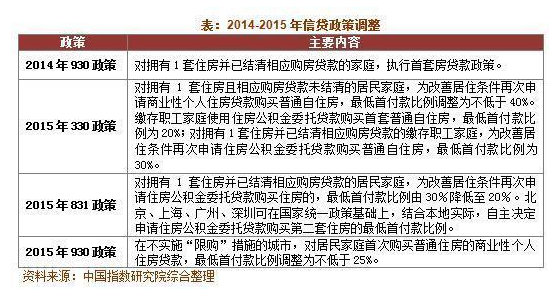 表：2014-2015 年信贷政策调整
政策 主要内容
2014 年 930 政策 对拥有 1 套住房并已结清相应购房贷款的家庭，执行首套房贷款政策。
对拥有 1 套住房且相应购房贷款未结清的居民家庭，为改善居住条件再次申
请商业性个人住房贷款购买普通自住房，最低首付款比例调整为不低于 40%。
缴存职工家庭使用住房公积金委托贷款购买首套普通自住房，最低首付款比
2015 年 330 政策 例为 20%；对拥有 1 套住房并已结清相应购房贷款的缴存职工家庭，为改善居
住条件再次申请住房公积金委托贷款购买普通自住房，最低首付款比例为
30%。
对拥有 1 套住房并已结清相应购房贷款的居民家庭，为改善居住条件再次申
请住房公积金委托贷款购买住房的，最低首付款比例由 30%降低至 20%。北
2015 年 831 政策 京、上海、广州、深圳可在国家统一政策基础上，结合本地实际，自主决定
申请住房公积金委托贷款购买第二套住房的最低首付款比例。
2015 年 930 政策 在不实施“限购”措施的城市，对居民家庭首次购买普通住房的商业性个人
住房贷款，最低首付款比例调整为不低于 25%。
资料来源：中国指数研究院综合整理